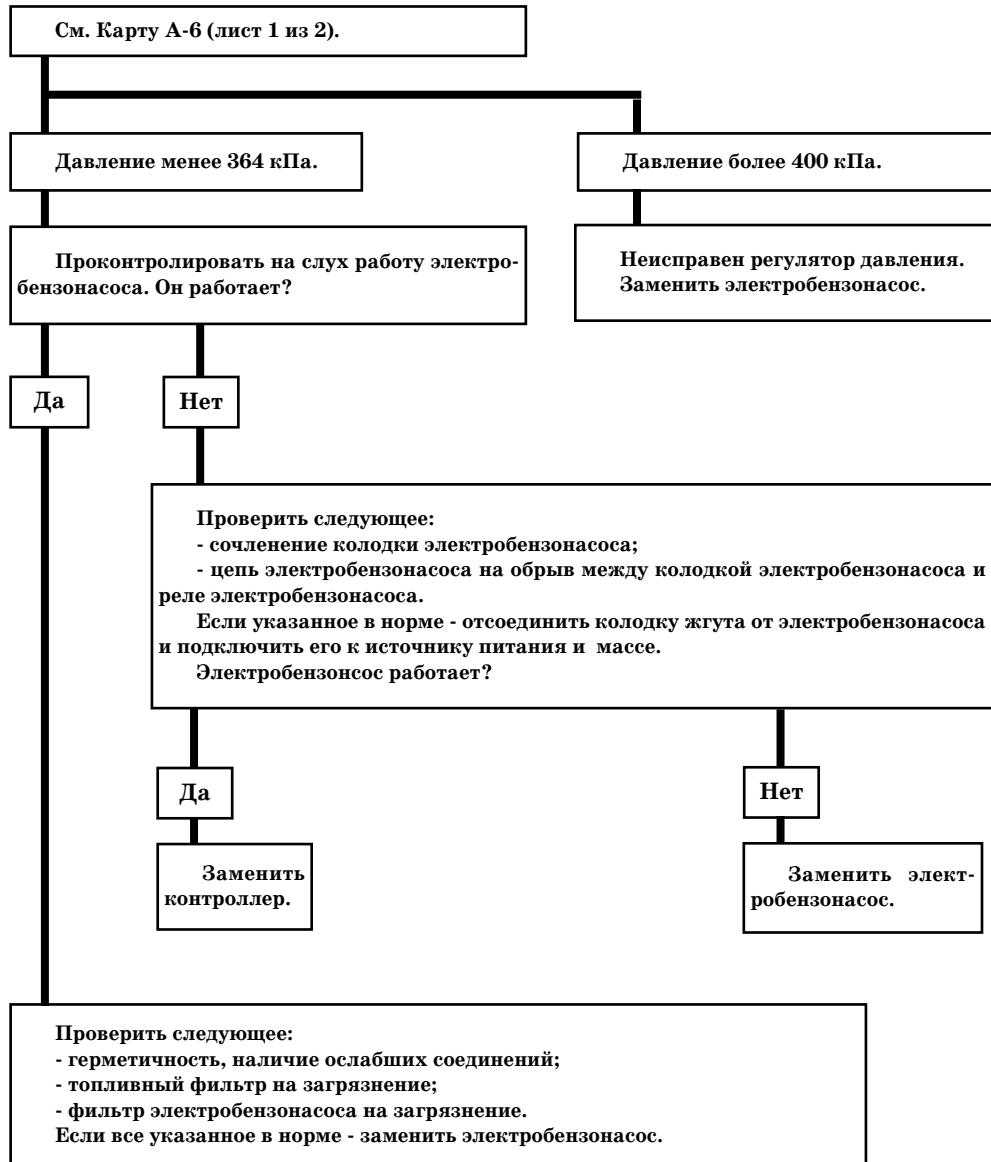 См. Карту А-6 (лист 1 из 2).
Давление менее 364 кПа.
Давление более 400 кПа.
Проконтролировать на слух работу электро-
бензонасоса. Он работает?
Неисправен регулятор давления.
Заменить электробензонасос.
Да
Нет
Проверить следующее:
- сочленение колодки электробензонасоса;
- цепь электробензонасоса на обрыв между колодкой электробензонасоса и
реле электробензонасоса.
Если указанное в норме - отсоединить колодку жгута от электробензонасоса
и подключить его к источнику питания и массе.
Электробензонсос работает?
Да
Нет
Заменить
контроллер.
Заменить элект-
робензонасос.
Проверить следующее:
- герметичность, наличие ослабших соединений;
- топливный фильтр на загрязнение;
- фильтр электробензонасоса на загрязнение.
Если все указанное в норме - заменить электробензонасос.